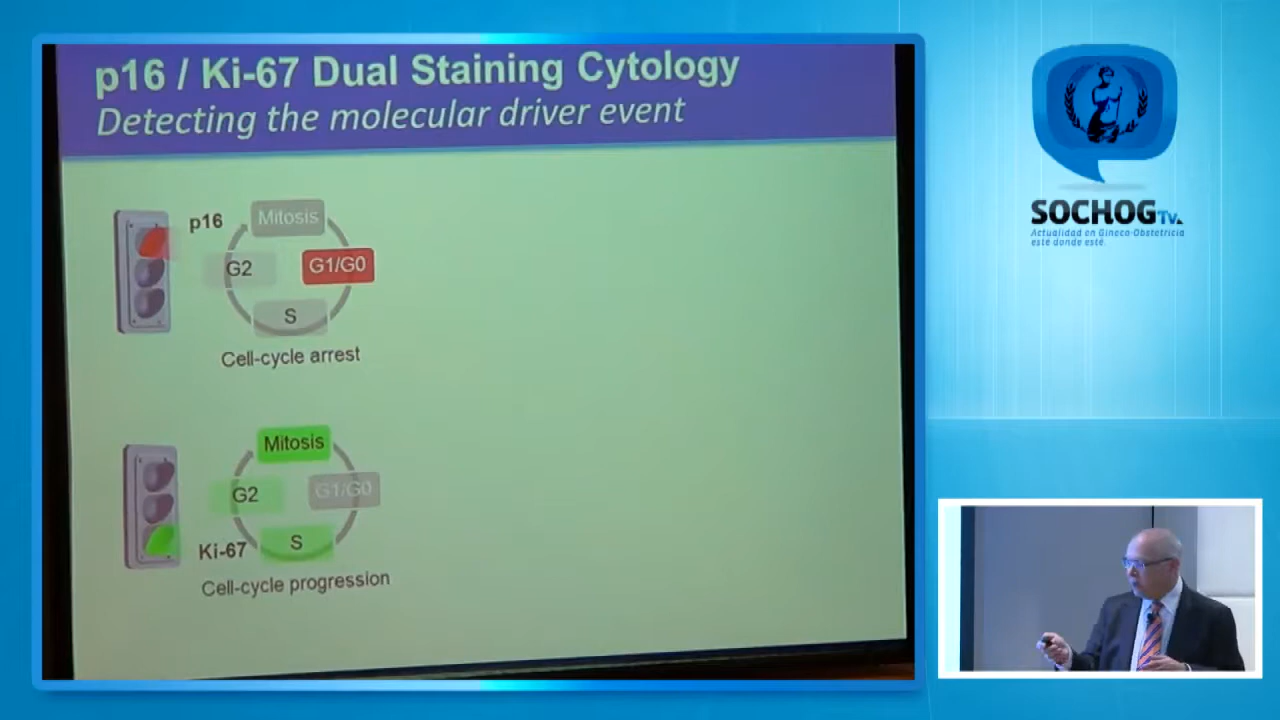 p16 / Ki-67 Dual Staining Cytology
Detecting the molecular driver event
p16
Mitosis
G2
G1/G0
S
Cell-cycle arrest
Mitosis
G2
G1/G0
Ki-67
S
Cell-cycle progression
SOCHOG Tv.
Actualidad en Gineco-Obstetricia
esté donde esté.